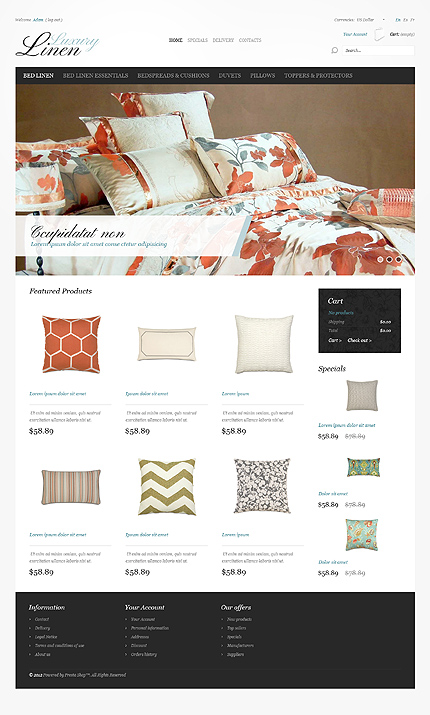 Welcome Adam. ( log out )
Currencies: US Dollar
En Es Fr
Luxury
Linen
HOME SPECIALS DELIVERY CONTACTS
Your Account
Cart: (empty)
Search...
BED LINEN BED LINEN ESSENTIALS BEDSPREADS & CUSHIONS DUVETS PILLOWS TOPPERS & PROTECTORS
Ccupidatat non
Lorem ipsum dolor sit amet conse ctetur adipisicing
Featured Products
Lorem ipsum dolor sit amet
Ut enim ad minim veniam, quis nostrud
exercitation ullamco laboris nisi ut
$58.89
Ipsum dolor sit amet
Ut enim ad minim veniam, quis nostrud
exercitation ullamco laboris nisi ut
$58.89
Lorem ipsum
Ut enim ad minim veniam, quis nostrud
exercitation ullamco laboris nisi ut
$58.89
Lorem ipsum dolor sit amet
Ut enim ad minim veniam, quis nostrud
exercitation ullamco laboris nisi ut
$58.89
Ipsum dolor sit amet
Ut enim ad minim veniam, quis nostrud
exercitation ullamco laboris nisi ut
$58.89
Lorem ipsum
Ut enim ad minim veniam, quis nostrud
exercitation ullamco laboris nisi ut
$58.89
Cart
No products
Shipping $0.00
Total $0.00
Cart > Check out >
Specials
Lorem ipsum dolor sit amet
$58.89 $78.89
Dolor sit amet
$58.89 $78.89
Dolor sit amet
$58.89 $78.89
Information
Contact
Delivery
Legal Notice
Terms and conditions of use
About us
Your Account
Your Account
Personal information
Addresses
Discount
Orders history
Our offers
New products
Top sellers
Specials
Manufacturers
Suppliers
© 2012 Powered by Presta Shop™. All Rights Reserved